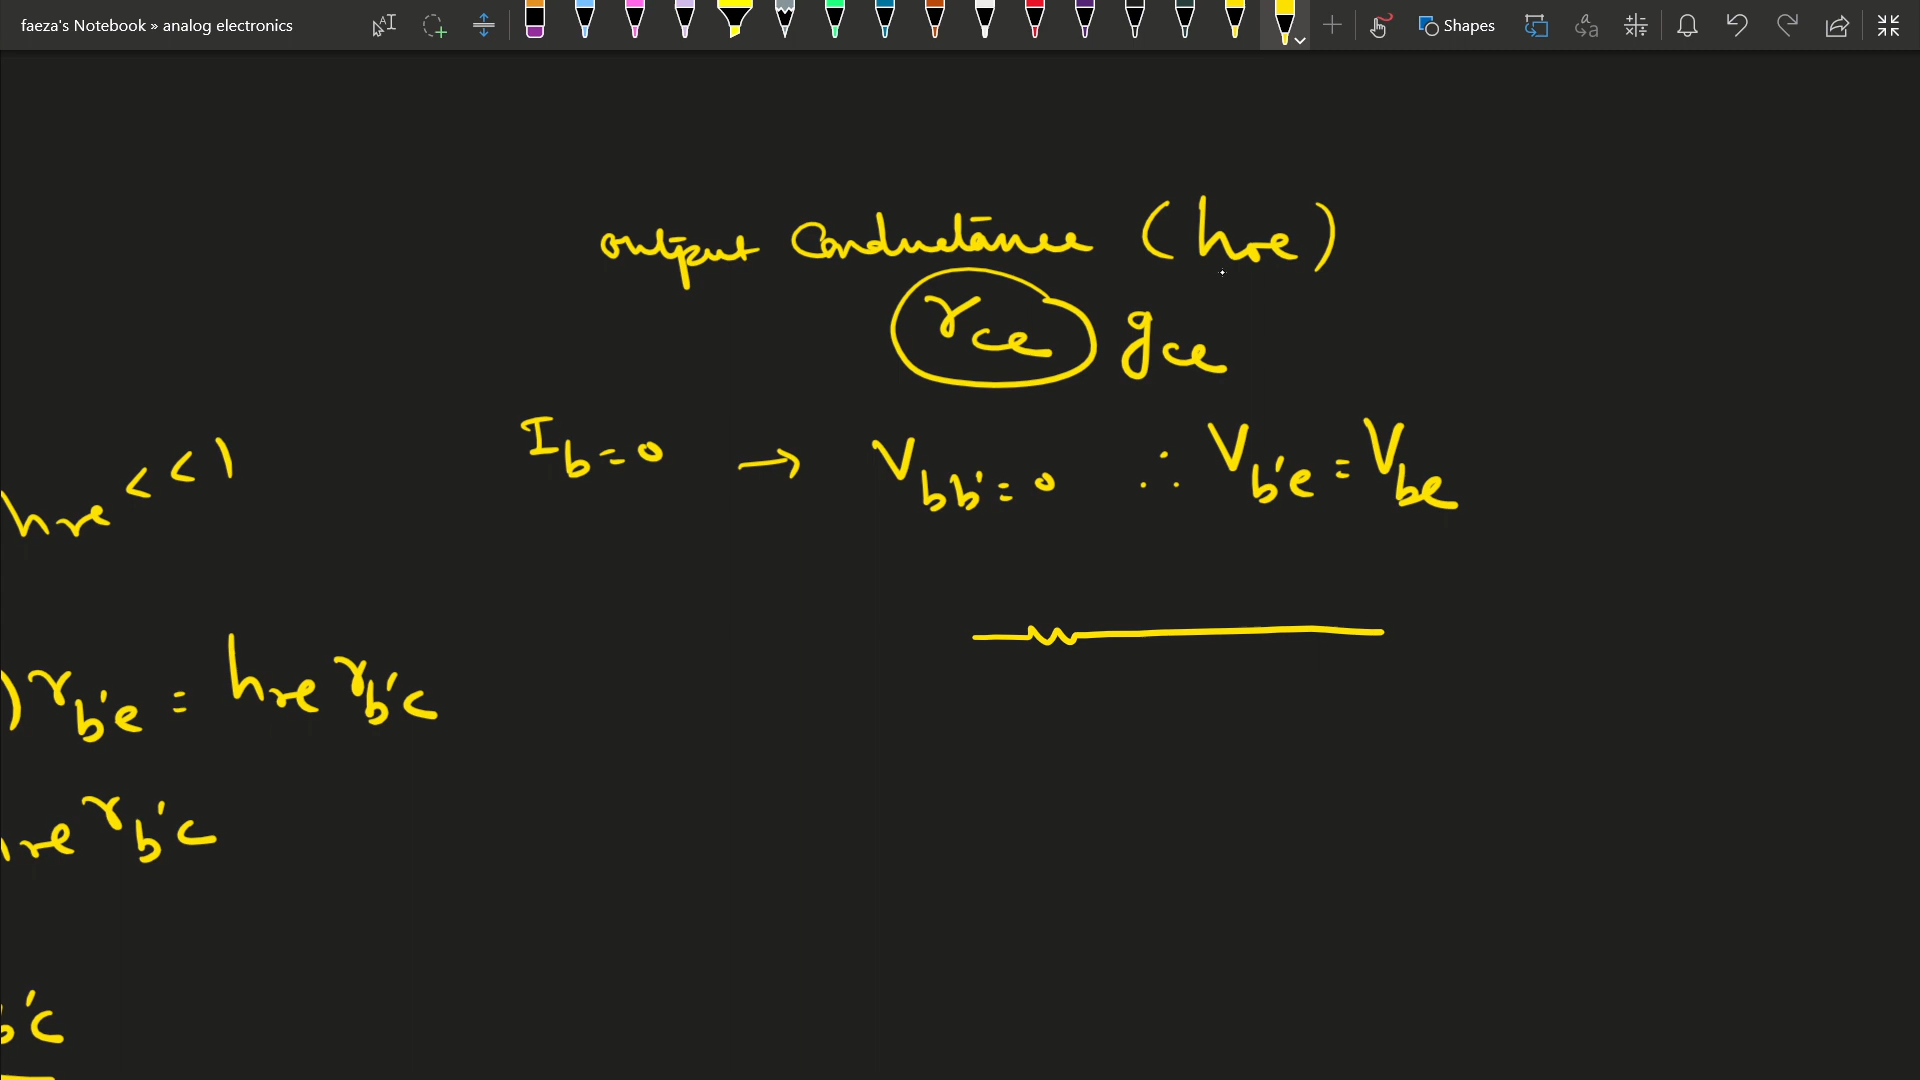 faeza's Notebook » analog electronics
Shapes
output Conductance (hoe)
rce gce
Ib=0 → Vbb'=0 ∴ Vb'e = Vbe
hre <<1
)rb'e = hre rb'c
re rb'c
b'c